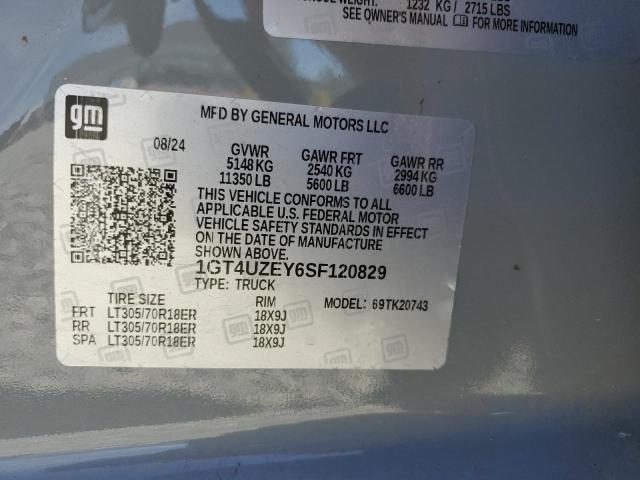 1232 KG / 2715 LBS
SEE OWNER'S MANUAL FOR MORE INFORMATION
gm
MFD BY GENERAL MOTORS LLC
08/24 GVWR GAWR FRT GAWR RR
5148 KG 2540 KG 2994 KG
11350 LB 5600 LB 6600 LB
THIS VEHICLE CONFORMS TO ALL
APPLICABLE U.S. FEDERAL MOTOR
VEHICLE SAFETY STANDARDS IN
EFFECT ON THE DATE OF MANUFACTURE
SHOWN ABOVE.
1GT4UZEY6SF120829
TYPE: TRUCK
TIRE SIZE RIM MODEL: 69TK20743
FRT LT305/70R18ER 18X9J
RR LT305/70R18ER 18X9J
SPA LT305/70R18ER 18X9J